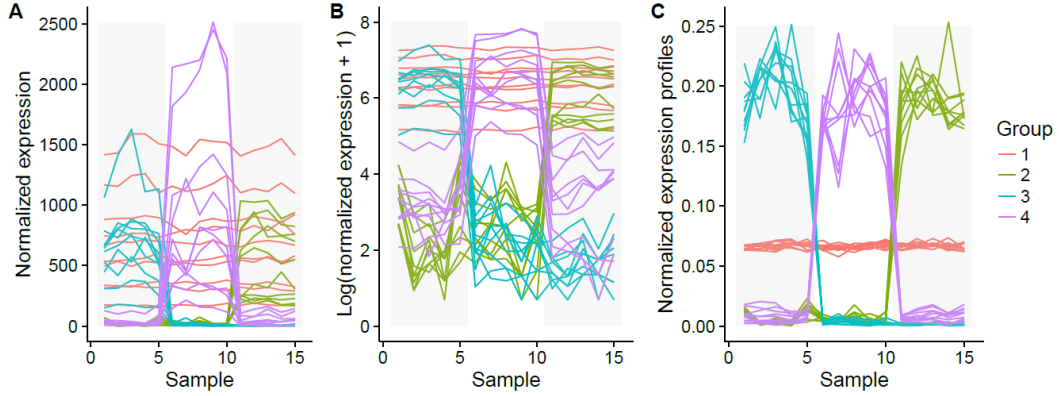 A
Normalized expression
2500
2000
1500
1000
500
0
0 5 10 15
Sample
B
Log(normalized expression + 1)
8
6
4
2
0
0 5 10 15
Sample
C
Normalized expression profiles
0.25
0.20
0.15
0.10
0.05
0.00
0 5 10 15
Sample
Group
1
2
3
4